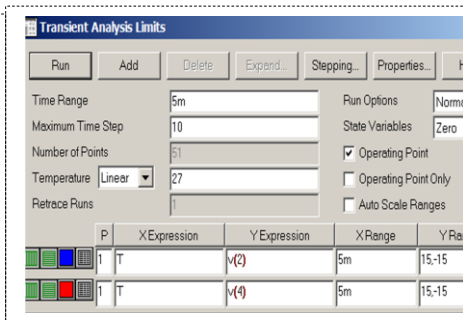 Transient Analysis Limits
Run Add Delete Expand... Stepping... Properties...
Time Range 5m Run Options
Maximum Time Step 10 State Variables Zero
Number of Points 51 Operating Point
Temperature Linear 27 Operating Point Only
Retrace Runs 1 Auto Scale Ranges
P X Expression Y Expression X Range
1 T v(2) 5m 15,-15
1 T v(4) 5m 15,-15